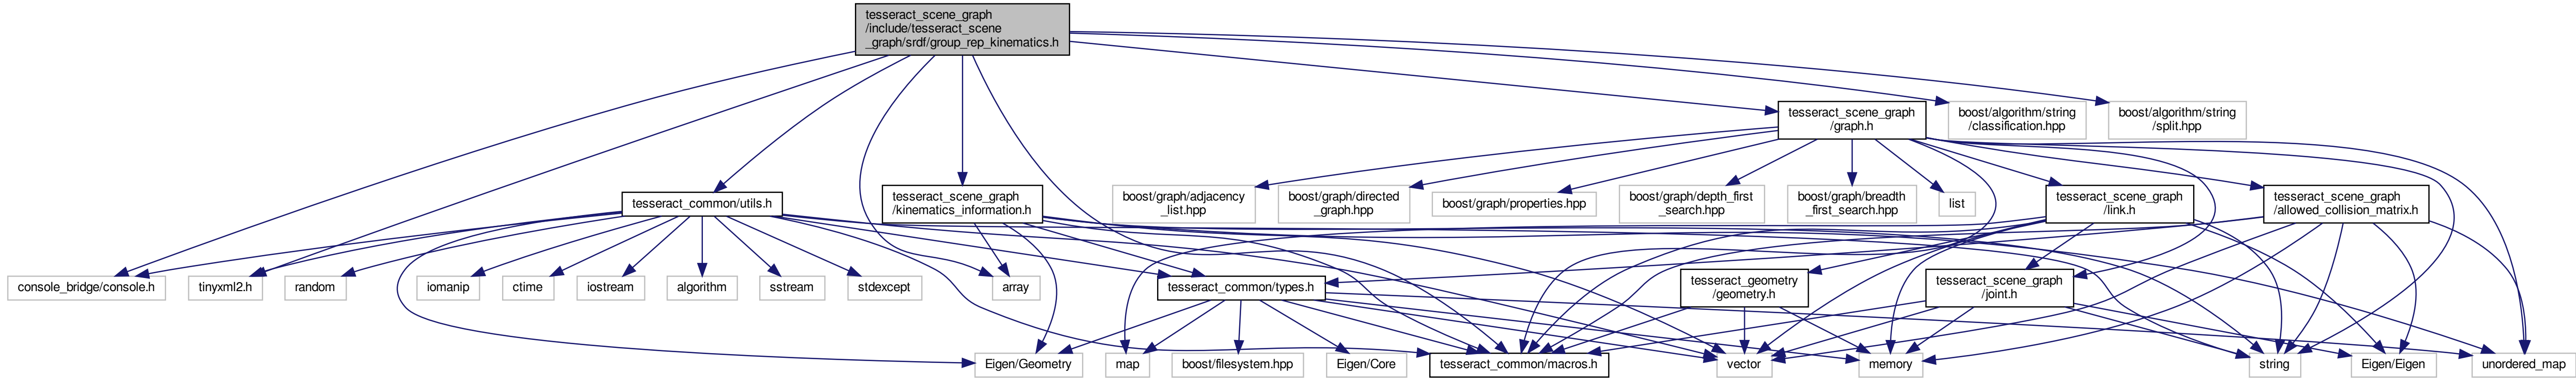 tesseract_scene_graph
/include/tesseract_scene
_graph/srdf/group_rep_kinematics.h
tesseract_scene_graph
/graph.h
boost/algorithm/string
/classification.hpp
boost/algorithm/string
/split.hpp
tesseract_common/utils.h
tesseract_scene_graph
/kinematics_information.h
boost/graph/adjacency
_list.hpp
boost/graph/directed
_graph.hpp
boost/graph/properties.hpp
boost/graph/depth_first
_search.hpp
boost/graph/breadth
_first_search.hpp
list
tesseract_scene_graph
/link.h
tesseract_scene_graph
/allowed_collision_matrix.h
console_bridge/console.h
tinyxml2.h
random
iomanip
ctime
iostream
algorithm
sstream
stdexcept
array
tesseract_common/types.h
tesseract_geometry
/geometry.h
tesseract_scene_graph
/joint.h
Eigen/Geometry
map
boost/filesystem.hpp
Eigen/Core
tesseract_common/macros.h
vector
memory
string
Eigen/Eigen
unordered_map